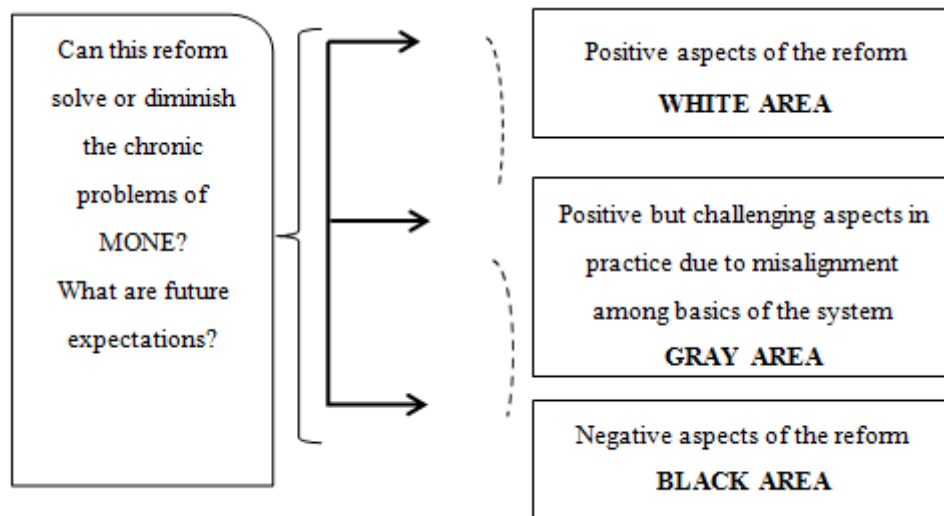 Can this reform
solve or diminish
the chronic
problems of
MONE?
What are future
expectations?
Positive aspects of the reform
WHITE AREA
Positive but challenging aspects in
practice due to misalignment
among basics of the system
GRAY AREA
Negative aspects of the reform
BLACK AREA